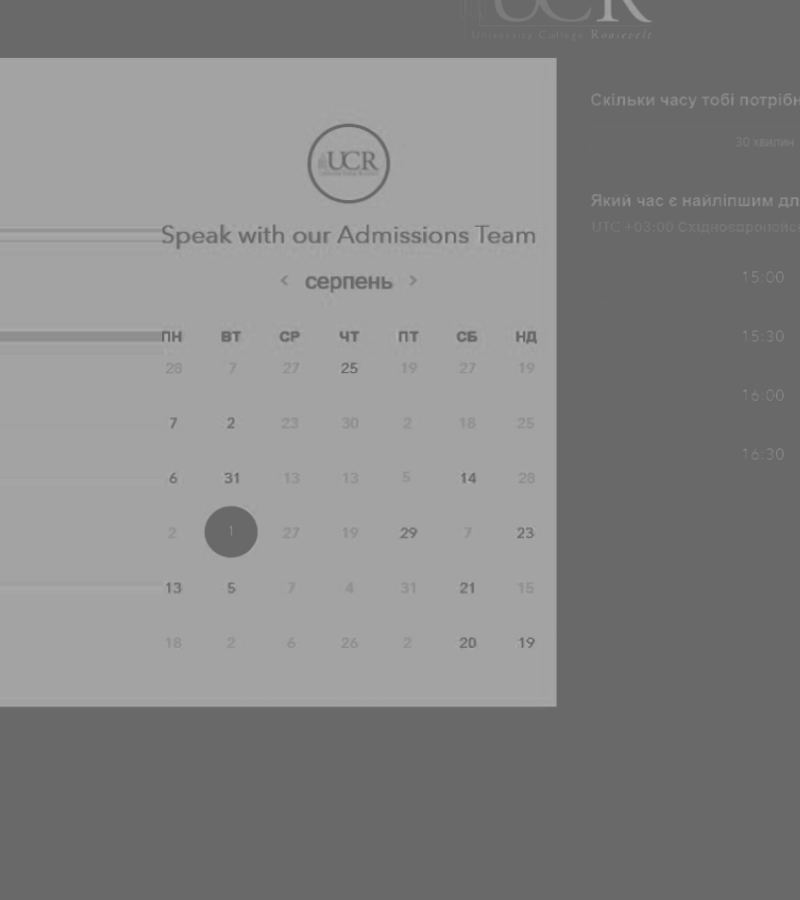 UCR
University College Roosevelt
UCR
Speak with our Admissions Team
серпень
ПН ВТ СР ЧТ ПТ СБ НД
28 7 27 25 19 27 19
7 2 23 30 2 18 25
6 31 13 13 5 14 28
2 1 27 19 29 7 23
13 5 7 4 31 21 15
18 2 6 26 2 20 19
Скільки часу тобі потрібн
30 хвилин
Який час є найліпшим дл
UTC +03:00 Східноєвропейсь
15:00
15:30
16:00
16:30